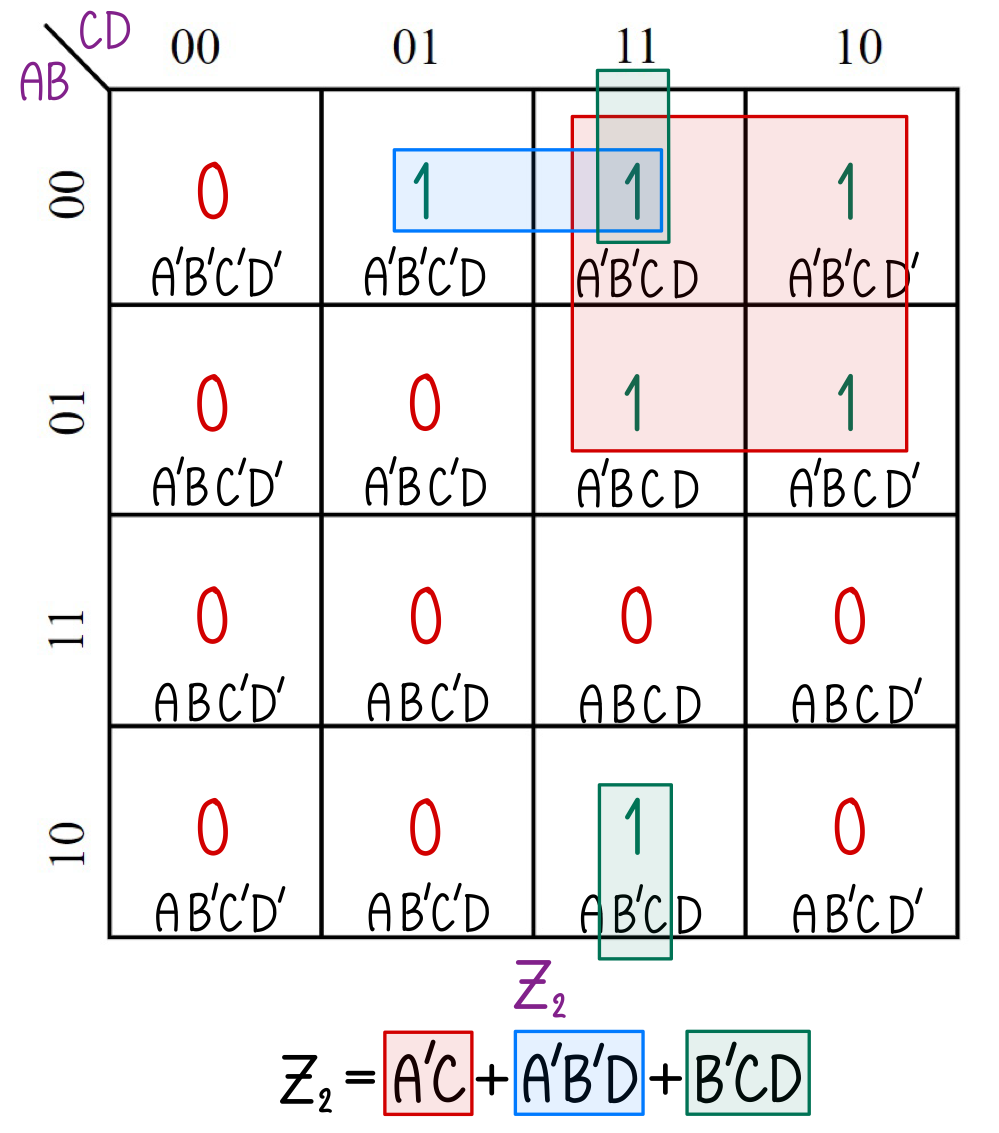 CD
AB
00 01 11 10
00
0 1 1 1
A'B'C'D' A'B'C'D A'B'CD A'B'CD'
01
0 0 1 1
A'BC'D' A'BC'D A'BCD A'BCD'
11
0 0 0 0
ABC'D' ABC'D ABCD ABCD'
10
0 0 1 0
AB'C'D' AB'C'D AB'CD AB'CD'
Z₂
Z₂ = A'C + A'B'D + B'CD